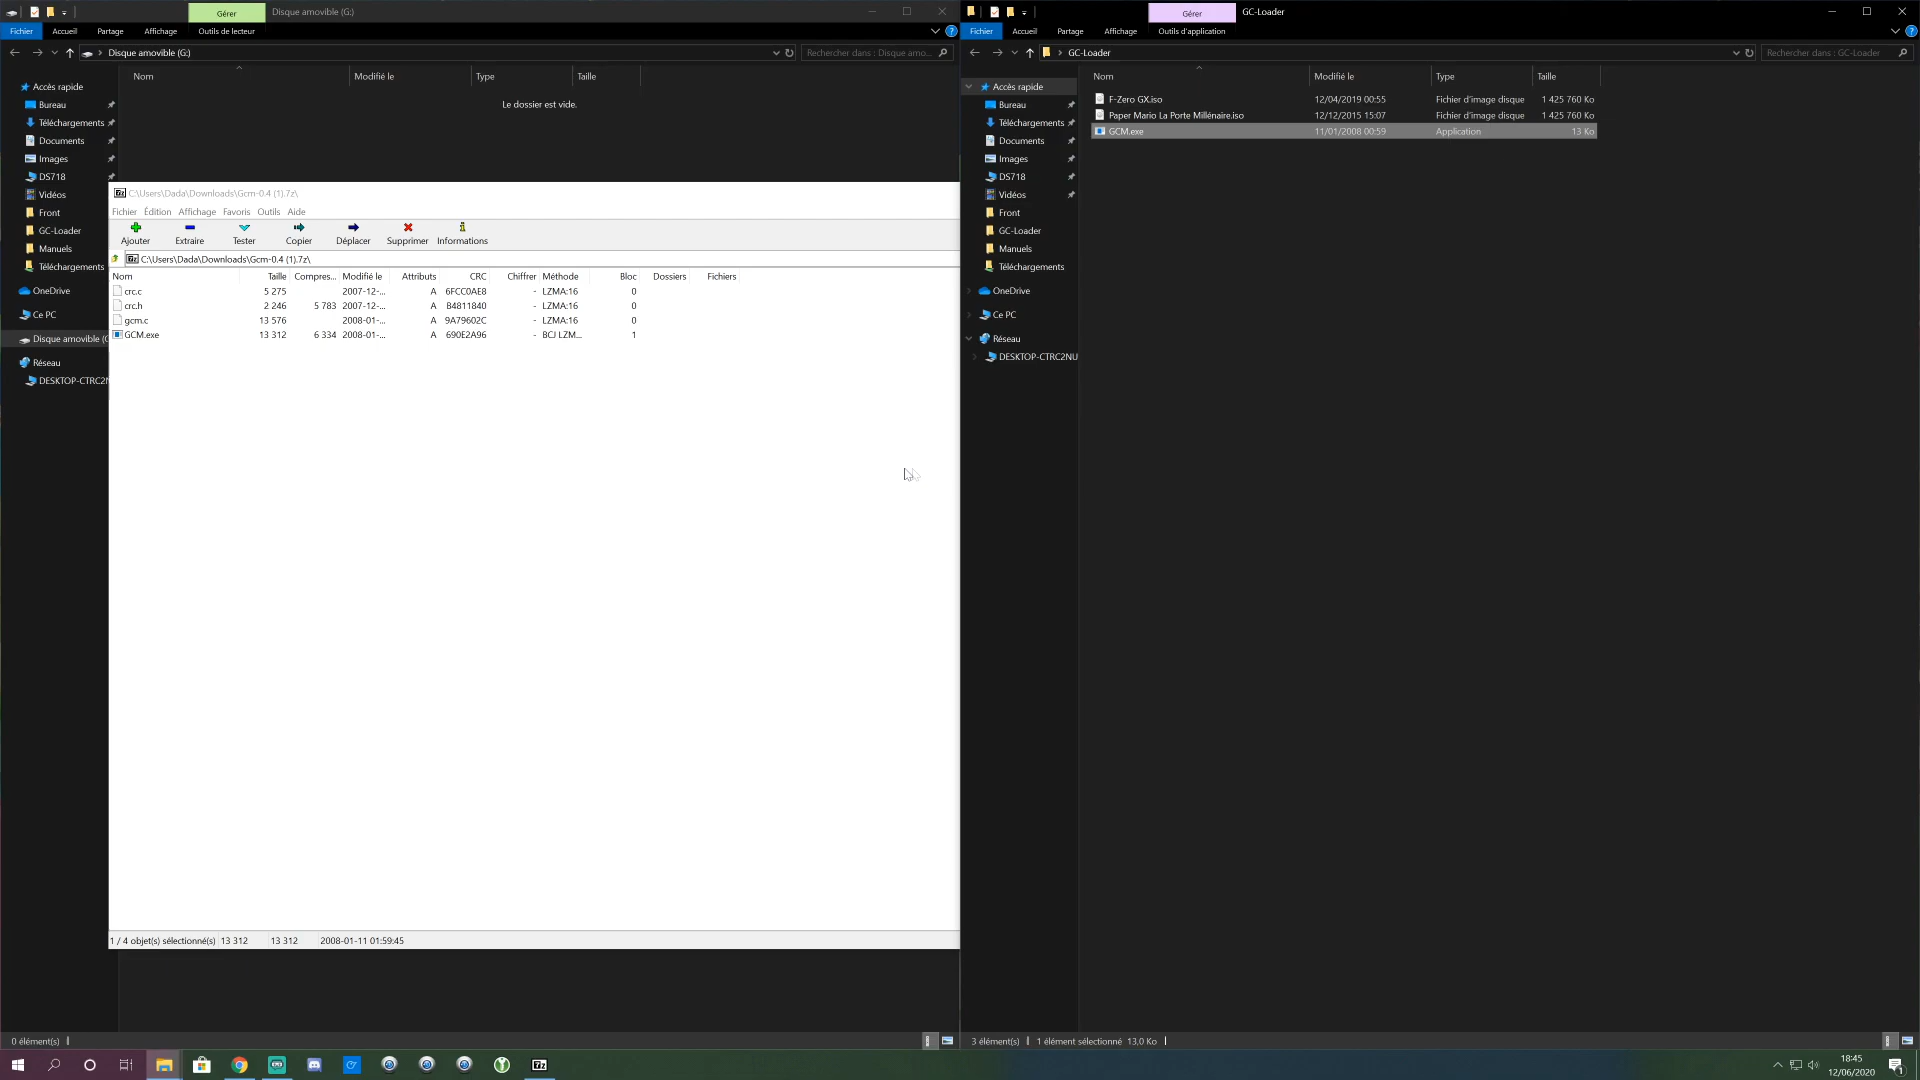 Gérer
Disque amovible (G:)
Fichier
Accueil
Partage
Affichage
Outils de lecteur
Disque amovible (G:)
Rechercher dans : Disque amo...
Nom
Modifié le
Type
Taille
Le dossier est vide.
Accès rapide
Bureau
Téléchargements
Documents
Images
DS718
Vidéos
Front
GC-Loader
Manuels
Téléchargements
OneDrive
Ce PC
Disque amovible (G
Réseau
DESKTOP-CTRC2N
C:\Users\Dada\Downloads\Gcm-0.4 (1).7z\
Fichier Édition Affichage Favoris Outils Aide
Ajouter Extraire Tester Copier Déplacer Supprimer Informations
C:\Users\Dada\Downloads\Gcm-0.4 (1).7z\
Nom Taille Compres... Modifié le Attributs CRC Chiffrer Méthode Bloc Dossiers Fichiers
crc.c 5 275 2007-12-... A 6FCC0AE8 - LZMA:16 0
crc.h 2 246 5 783 2007-12-... A B4811840 - LZMA:16 0
gcm.c 13 576 2008-01-... A 9A79602C - LZMA:16 0
GCM.exe 13 312 6 334 2008-01-... A 690E2A96 - BCJ LZM... 1
1 / 4 objet(s) sélectionné(s) 13 312 13 312 2008-01-11 01:59:45
0 élément(s)
Gérer
GC-Loader
Fichier
Accueil
Partage
Affichage
Outils d'application
GC-Loader
Rechercher dans : GC-Loader
Nom
Modifié le
Type
Taille
F-Zero GX.iso 12/04/2019 00:55 Fichier d'image disque 1 425 760 Ko
Paper Mario La Porte Millénaire.iso 12/12/2015 15:07 Fichier d'image disque 1 425 760 Ko
GCM.exe 11/01/2008 00:59 Application 13 Ko
Accès rapide
Bureau
Téléchargements
Documents
Images
DS718
Vidéos
Front
GC-Loader
Manuels
Téléchargements
OneDrive
Ce PC
Réseau
DESKTOP-CTRC2NU
3 élément(s) 1 élément sélectionné 13,0 Ko
18:45
12/06/2020